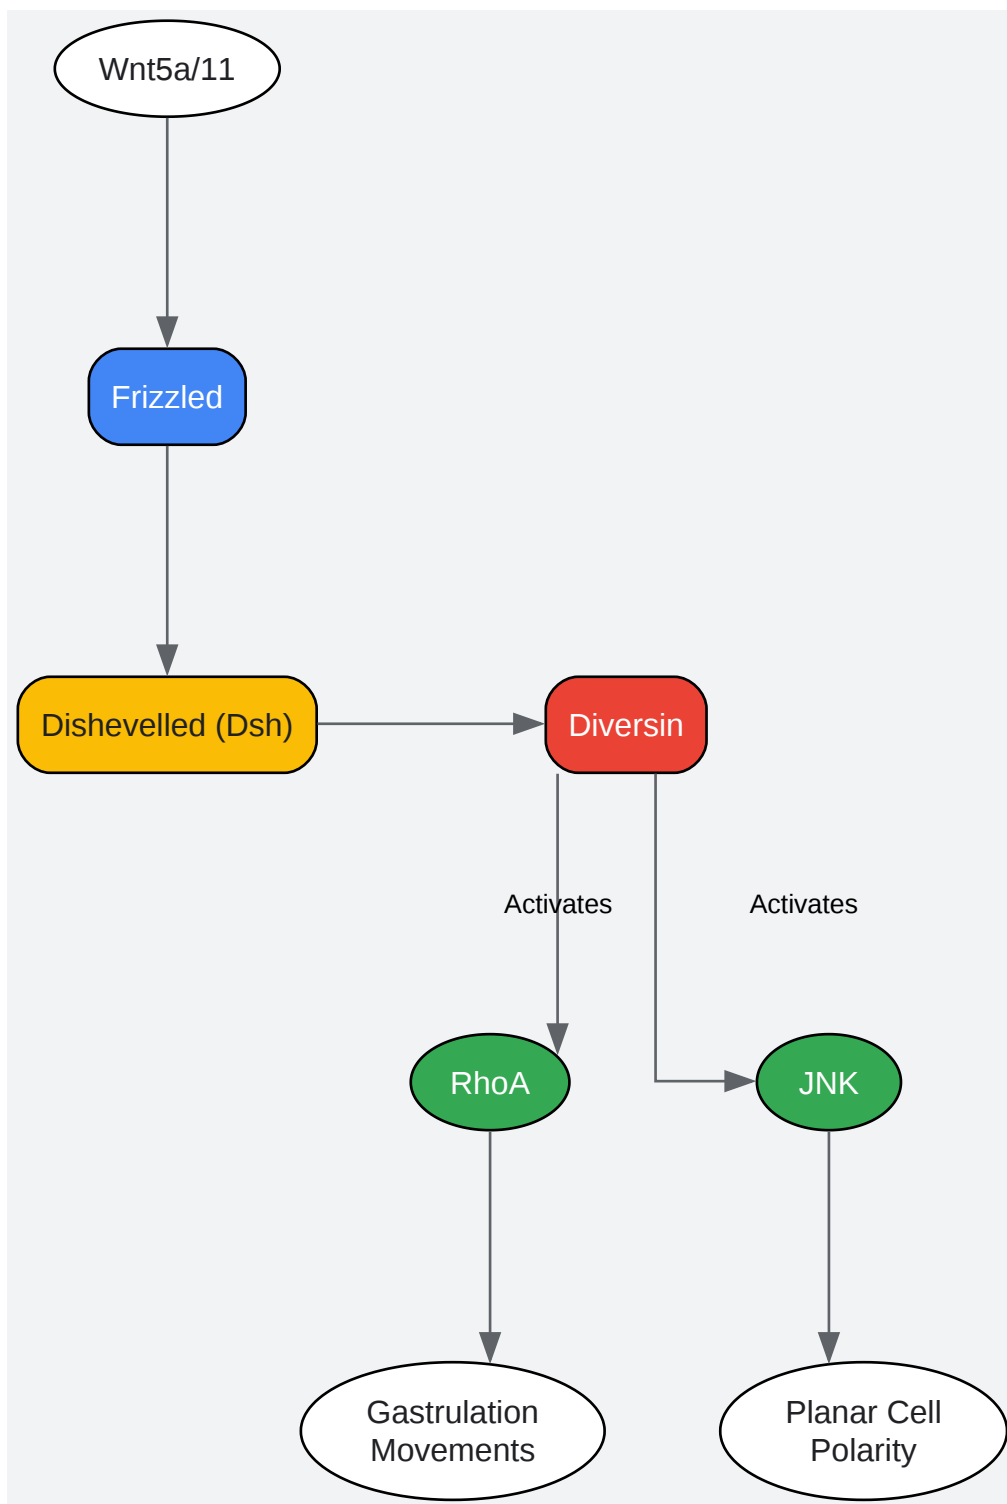 Wnt5a/11
Frizzled
Dishevelled (Dsh)
Diversin
Activates
Activates
RhoA
JNK
Gastrulation
Movements
Planar Cell
Polarity